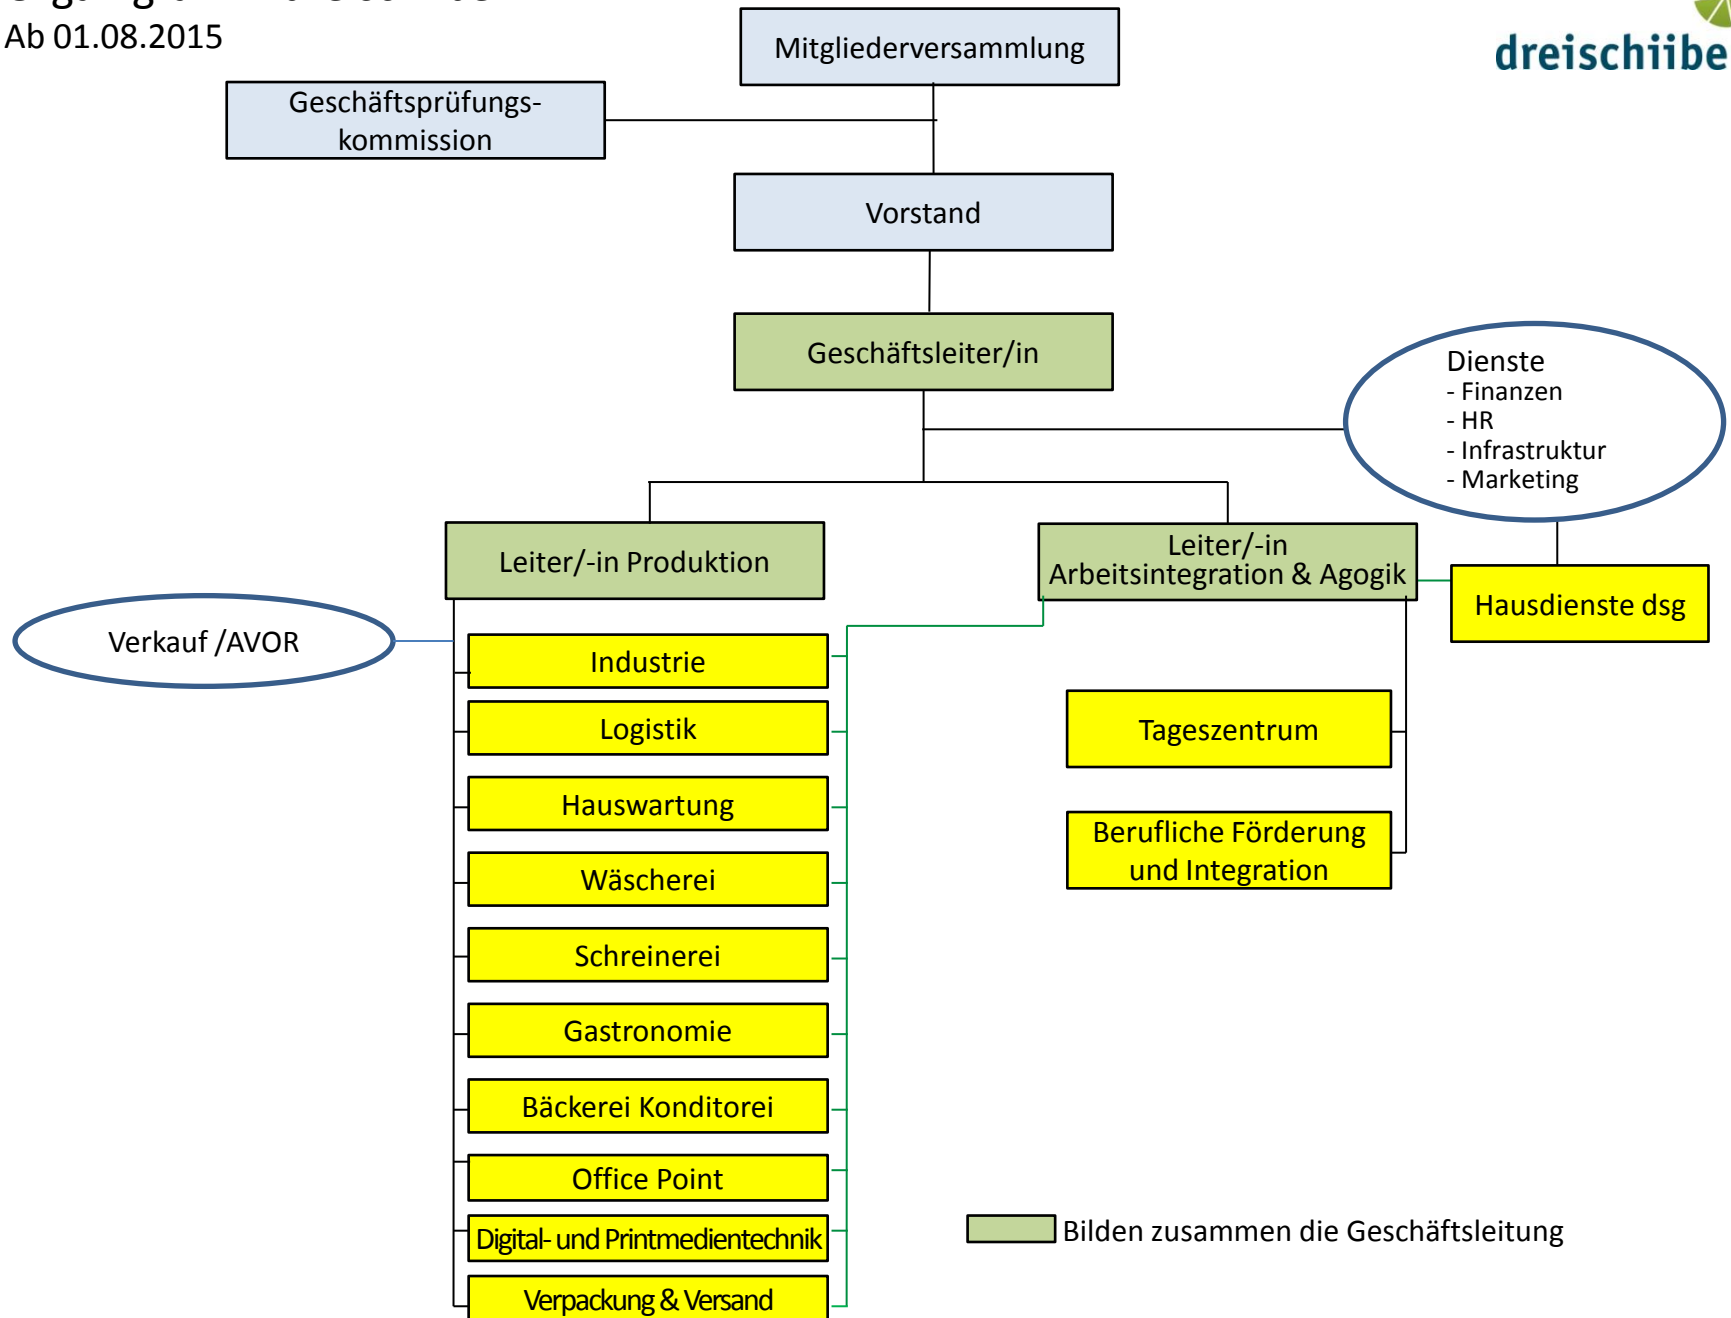 Ab 01.08.2015
dreischiibe
Mitgliederversammlung
Geschäftsprüfungs-
kommission
Vorstand
Geschäftsleiter/in
Dienste
- Finanzen
- HR
- Infrastruktur
- Marketing
Leiter/-in Produktion
Leiter/-in
Arbeitsintegration & Agogik
Hausdienste dsg
Verkauf /AVOR
Industrie
Logistik
Hauswartung
Wäscherei
Schreinerei
Gastronomie
Bäckerei Konditorei
Office Point
Digital- und Printmedientechnik
Verpackung & Versand
Tageszentrum
Berufliche Förderung
und Integration
Bilden zusammen die Geschäftsleitung